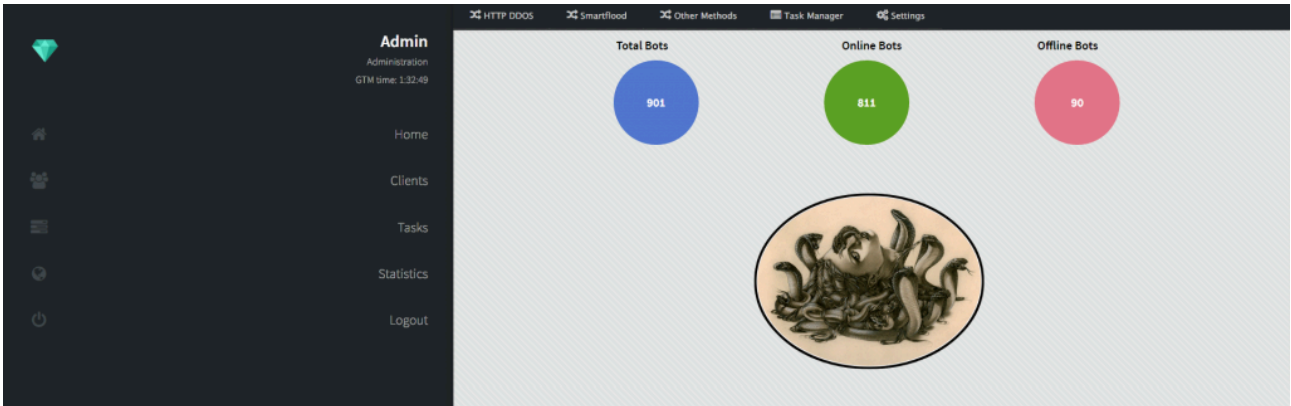 HTTP DDOS Smartflood Other Methods Task Manager Settings
Admin
Administration
GTM time: 1:32:49
Home
Clients
Tasks
Statistics
Logout
Total Bots Online Bots Offline Bots
901 811 90